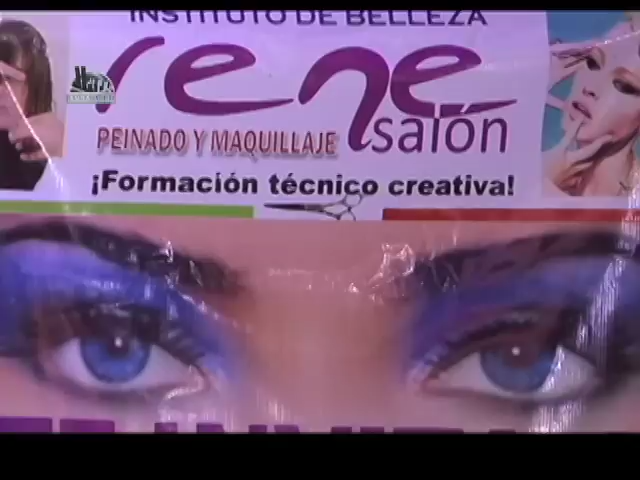 INSTITUTO DE BELLEZA
rene
PEINADO Y MAQUILLAJE salón
¡Formación técnico creativa!